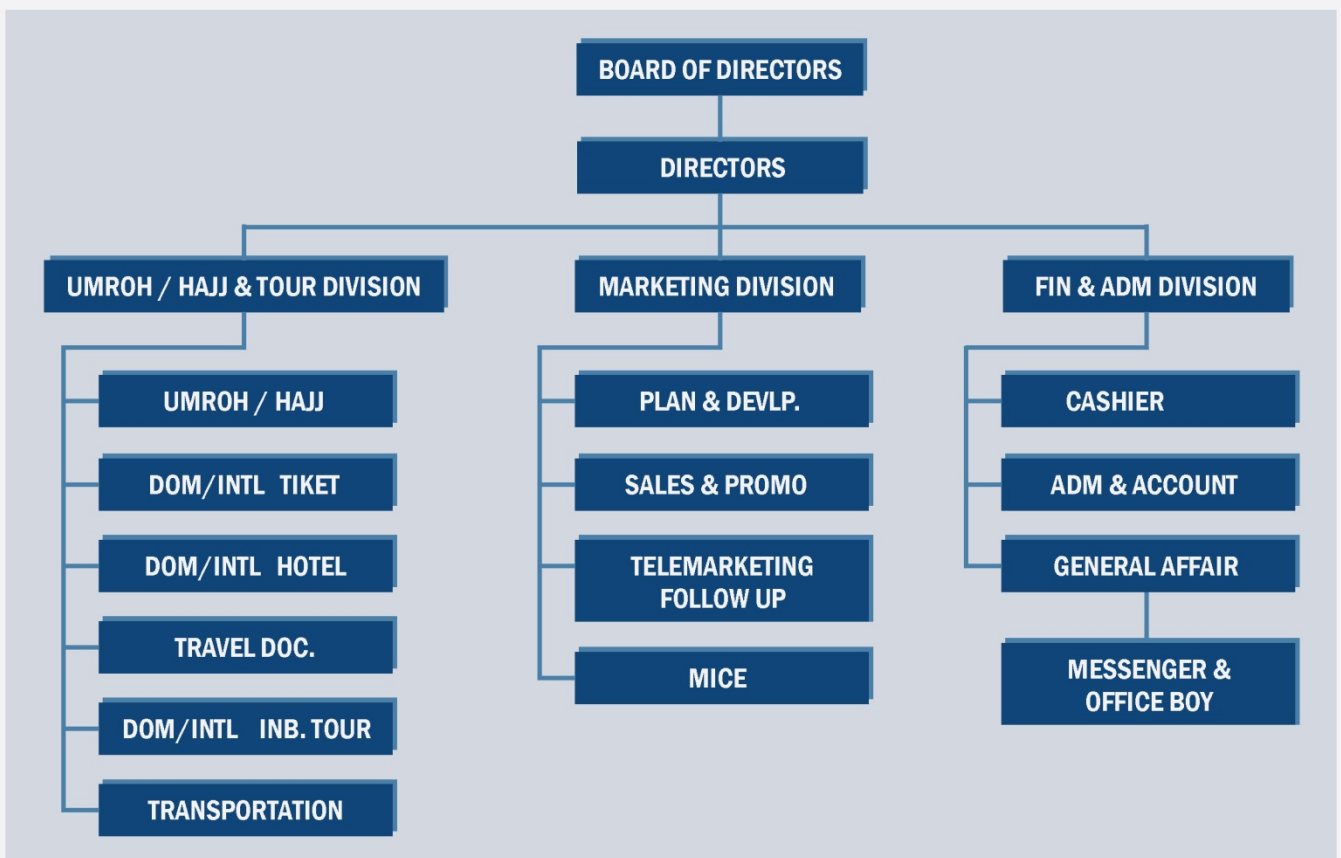 BOARD OF DIRECTORS
DIRECTORS
UMROH / HAJJ & TOUR DIVISION
UMROH / HAJJ
DOM/INTL TIKET
DOM/INTL HOTEL
TRAVEL DOC.
DOM/INTL INB. TOUR
TRANSPORTATION
MARKETING DIVISION
PLAN & DEVLP.
SALES & PROMO
TELEMARKETING
FOLLOW UP
MICE
FIN & ADM DIVISION
CASHIER
ADM & ACCOUNT
GENERAL AFFAIR
MESSENGER &
OFFICE BOY